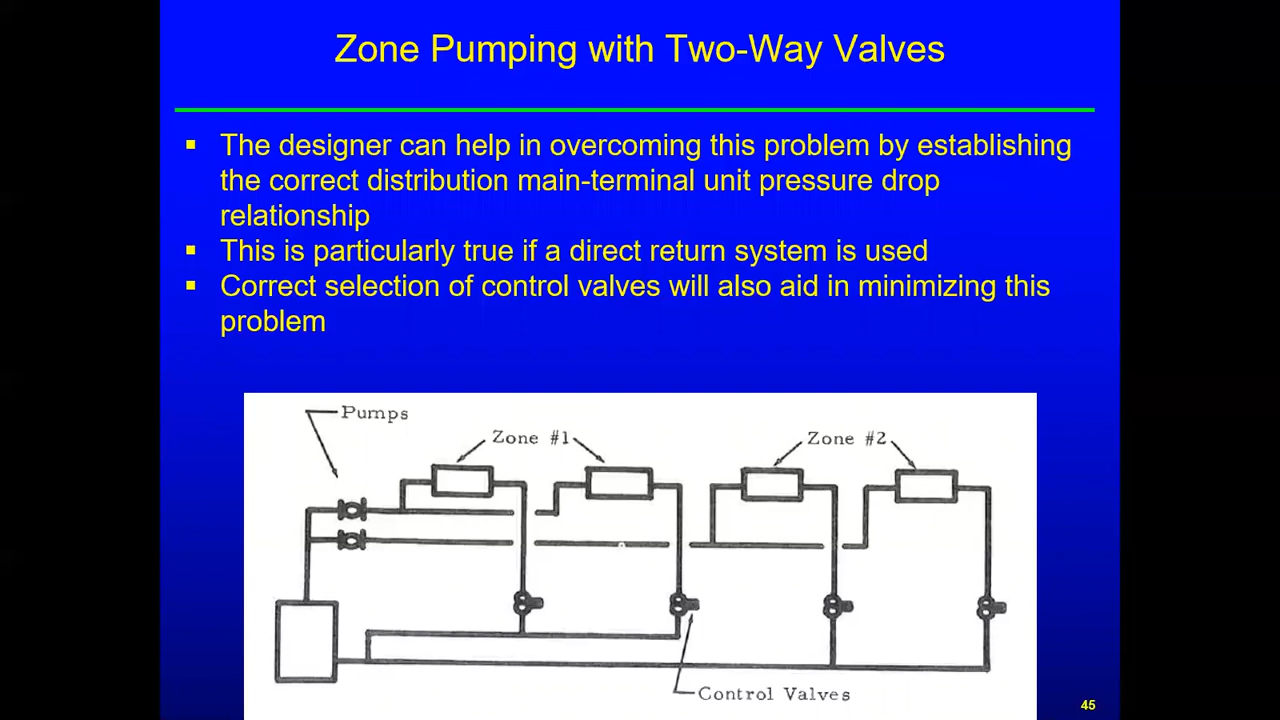 Zone Pumping with Two-Way Valves
▪ The designer can help in overcoming this problem by establishing
the correct distribution main-terminal unit pressure drop
relationship
▪ This is particularly true if a direct return system is used
▪ Correct selection of control valves will also aid in minimizing this
problem
Pumps
Zone #1
Zone #2
Control Valves
45